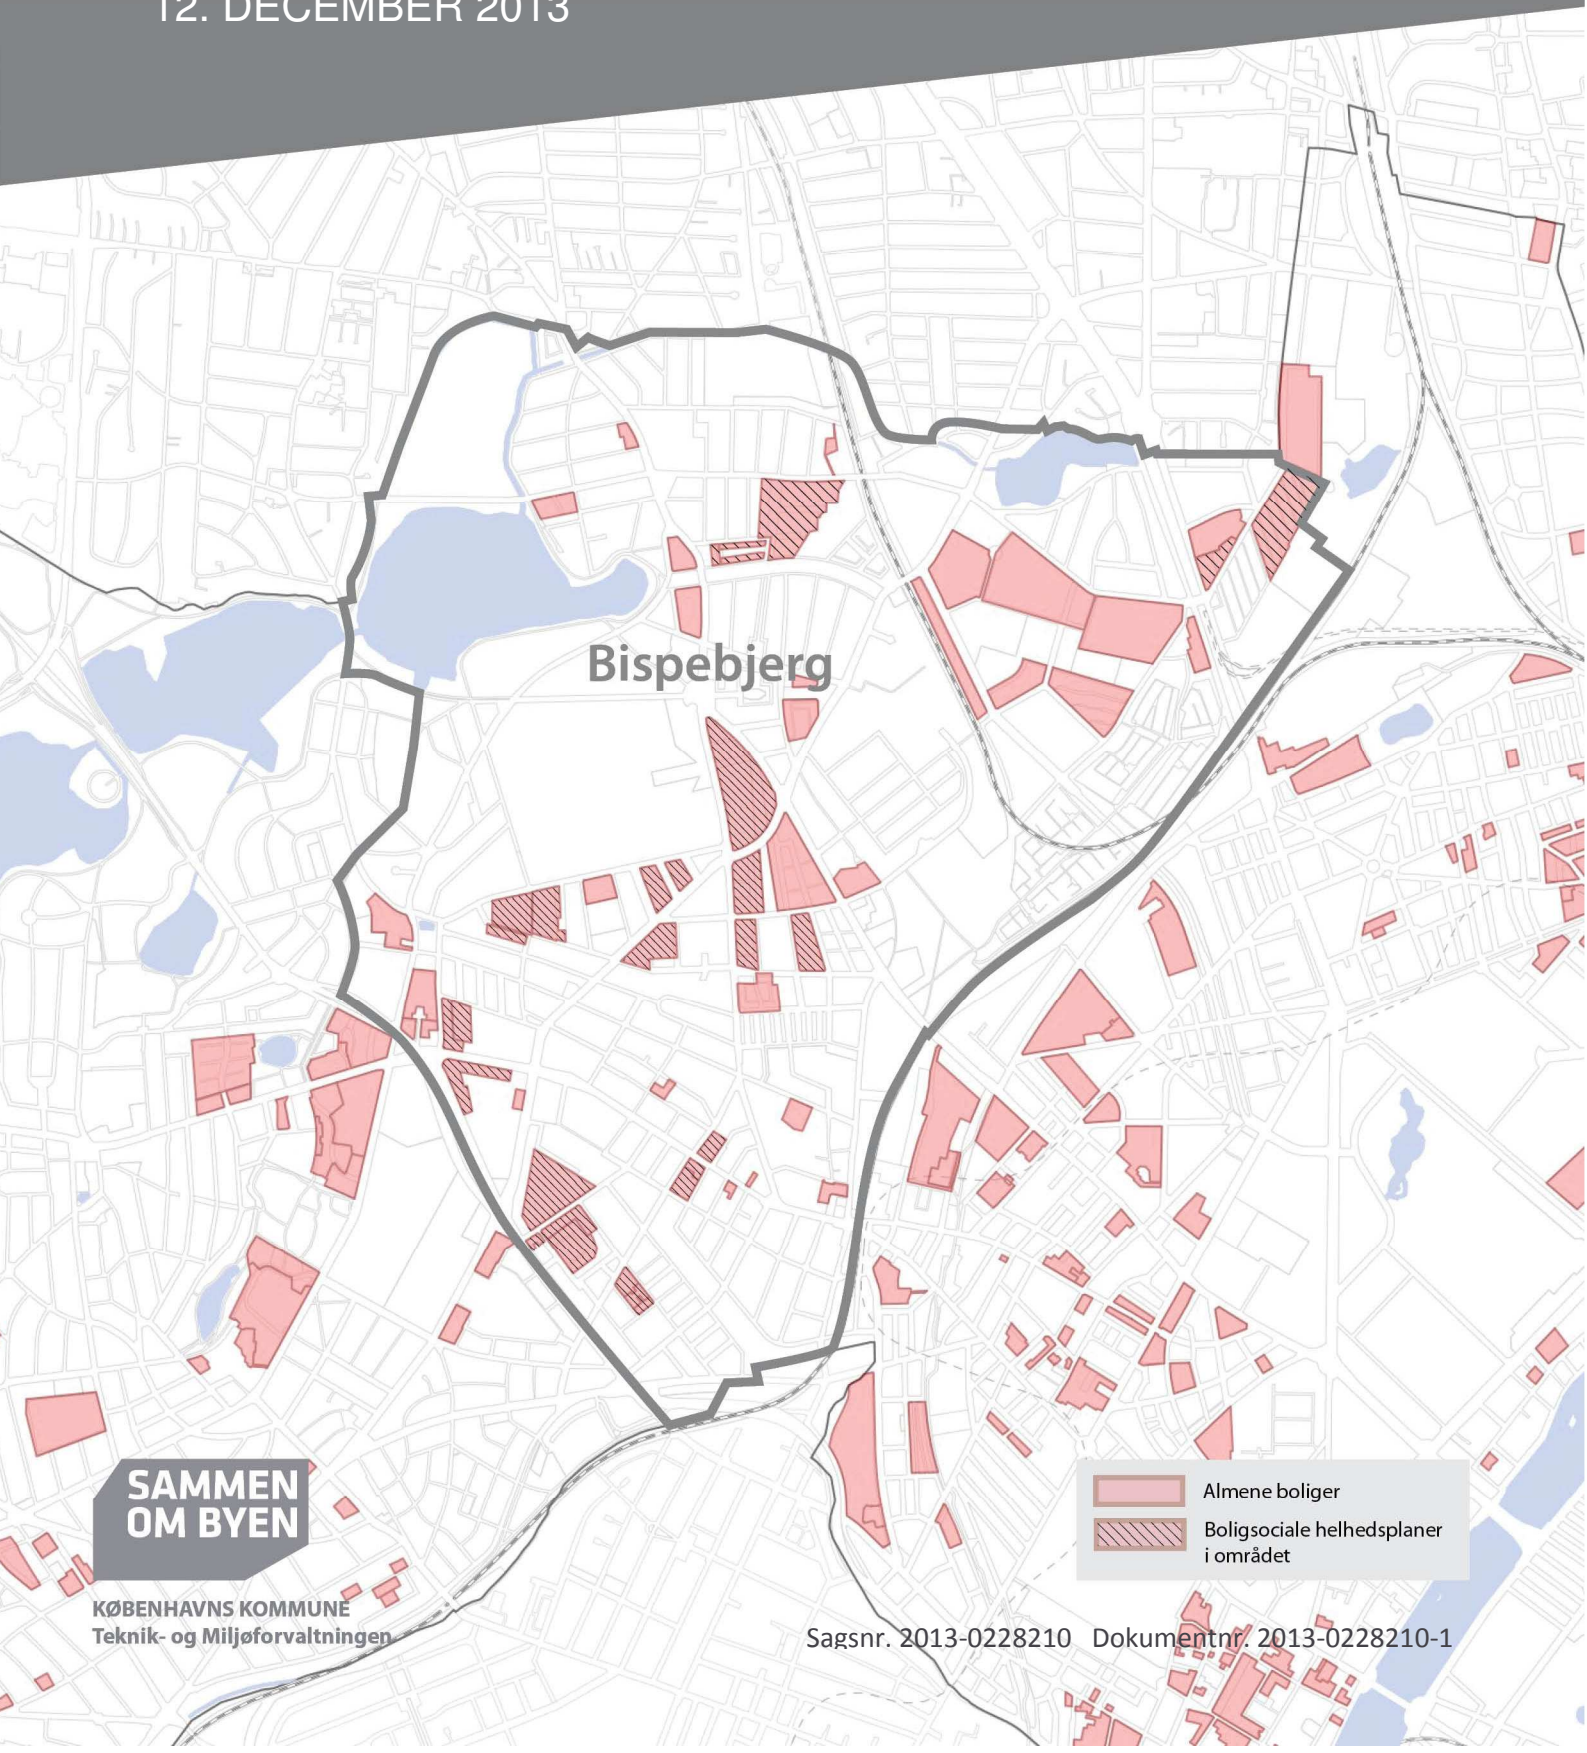 12. DECEMBER 2013
Bispebjerg
SAMMEN
OM BYEN
KØBENHAVNS KOMMUNE
Teknik- og Miljøforvaltningen
Almene boliger
Boligsociale helhedsplaner
i området
Sagsnr. 2013-0228210 Dokumentnr. 2013-0228210-1